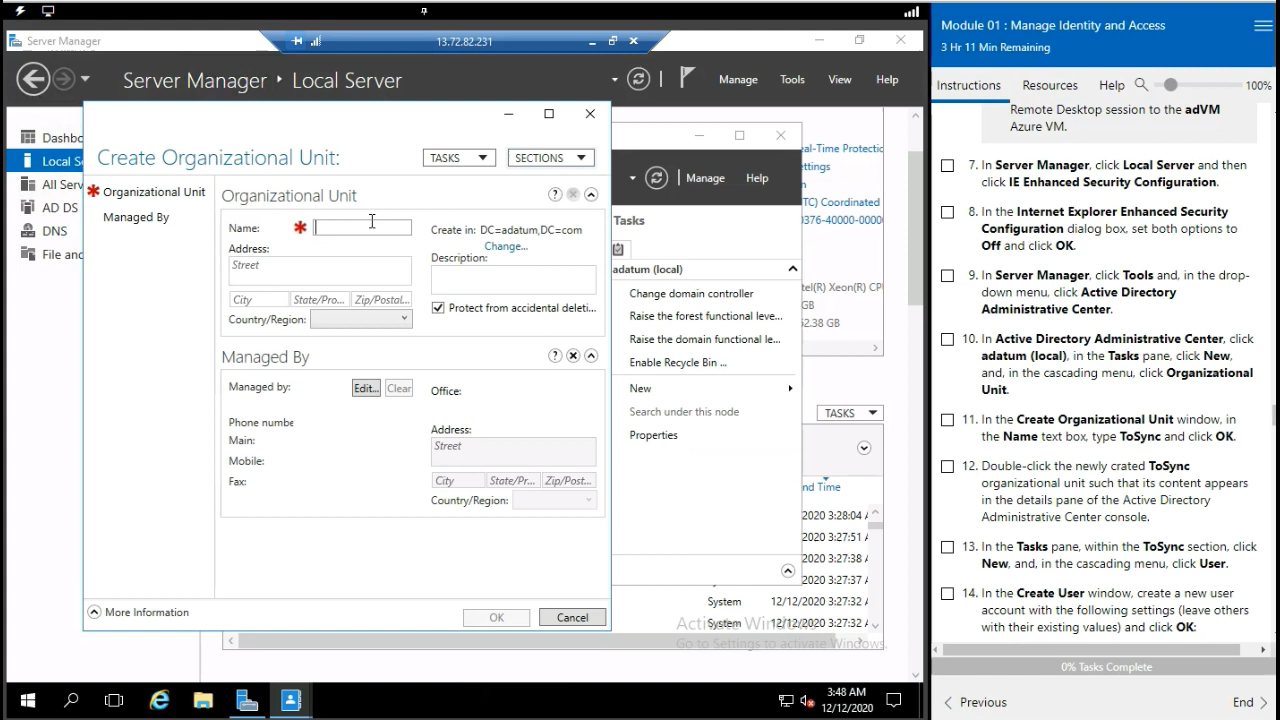 13.72.82.231
Server Manager
Server Manager ‣ Local Server
Manage Tools View Help
Dashbo
Local Se
All Serv
AD DS
DNS
File and
Create Organizational Unit:
TASKS
SECTIONS
Organizational Unit
Managed By
Organizational Unit
Name:
Address:
Street
City
State/Pro...
Zip/Postal...
Country/Region:
Create in: DC=adatum,DC=com
Change...
Description:
Protect from accidental deleti...
Managed By
Managed by:
Edit...
Clear
Office:
Phone numbe
Main:
Mobile:
Fax:
Address:
Street
City
State/Pr...
Zip/Post...
Country/Region:
More Information
OK
Cancel
Manage
Help
Tasks
adatum (local)
Change domain controller
Raise the forest functional leve...
Raise the domain functional le...
Enable Recycle Bin ...
New
Search under this node
Properties
eal-Time Protectic
ettings
TC) Coordinated
0376-40000-0000
tel(R) Xeon(R) CPU
GB
52.38 GB
TASKS
nd Time
2020 3:28:04 A
2020 3:27:51 A
2020 3:27:38 A
2020 3:27:37 A
System 12/12/2020 3:27:32 A
System 12/12/2020 3:27:32 A
Activate Windows
Go to Settings to activate Windows.
3:48 AM
12/12/2020
Module 01 : Manage Identity and Access
3 Hr 11 Min Remaining
Instructions Resources Help 100%
Remote Desktop session to the adVM
Azure VM.
7. In Server Manager, click Local Server and then
click IE Enhanced Security Configuration.
8. In the Internet Explorer Enhanced Security
Configuration dialog box, set both options to
Off and click OK.
9. In Server Manager, click Tools and, in the drop-
down menu, click Active Directory
Administrative Center.
10. In Active Directory Administrative Center, click
adatum (local), in the Tasks pane, click New,
and, in the cascading menu, click Organizational
Unit.
11. In the Create Organizational Unit window, in
the Name text box, type ToSync and click OK.
12. Double-click the newly crated ToSync
organizational unit such that its content appears
in the details pane of the Active Directory
Administrative Center console.
13. In the Tasks pane, within the ToSync section, click
New, and, in the cascading menu, click User.
14. In the Create User window, create a new user
account with the following settings (leave others
with their existing values) and click OK:
0% Tasks Complete
Previous
End